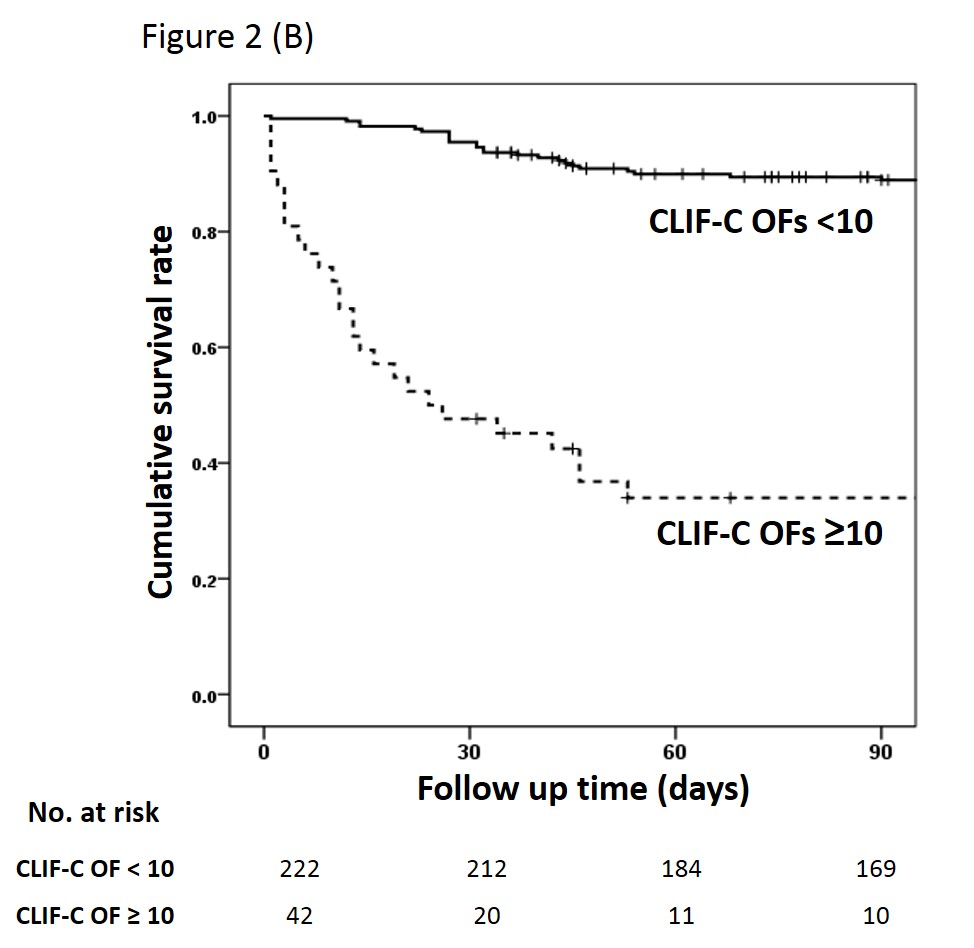 Figure 2 (B)
1.0
0.8
0.6
0.4
0.2
0.0
Cumulative survival rate
CLIF-C OFs <10
CLIF-C OFs ≥10
0 30 60 90
Follow up time (days)
No. at risk
CLIF-C OF < 10 222 212 184 169
CLIF-C OF ≥ 10 42 20 11 10